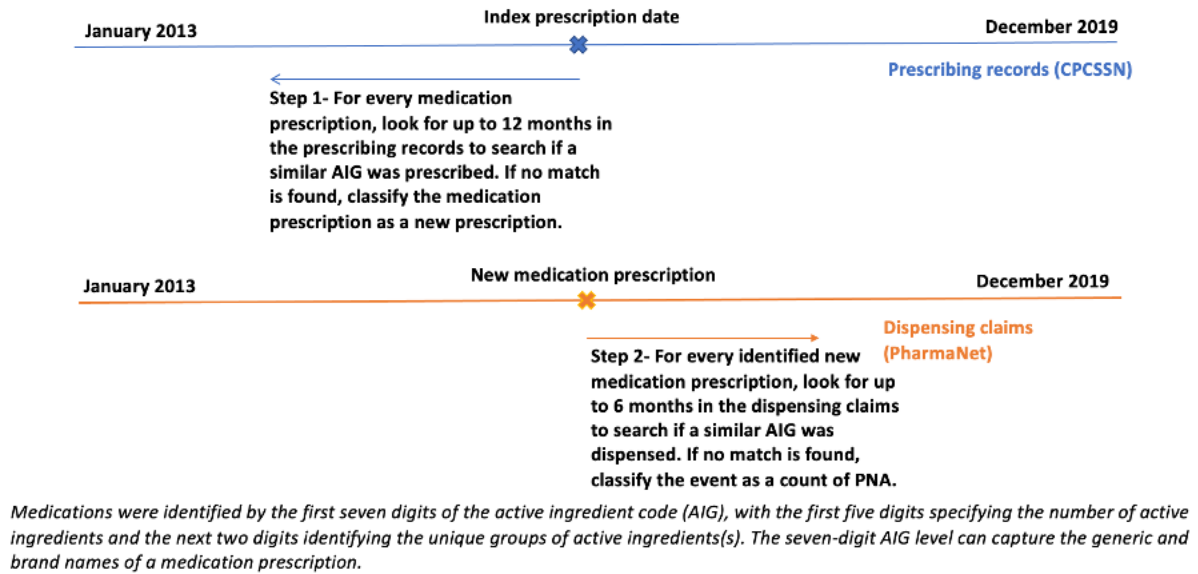 Index prescription date
January 2013
December 2019
Prescribing records (CPCSSN)
Step 1- For every medication
prescription, look for up to 12 months in
the prescribing records to search if a
similar AIG was prescribed. If no match
is found, classify the medication
prescription as a new prescription.
New medication prescription
January 2013
December 2019
Dispensing claims
(PharmaNet)
Step 2- For every identified new
medication prescription, look for up
to 6 months in the dispensing claims
to search if a similar AIG was
dispensed. If no match is found,
classify the event as a count of PNA.
Medications were identified by the first seven digits of the active ingredient code (AIG), with the first five digits specifying the number of active
ingredients and the next two digits identifying the unique groups of active ingredients(s). The seven-digit AIG level can capture the generic and
brand names of a medication prescription.